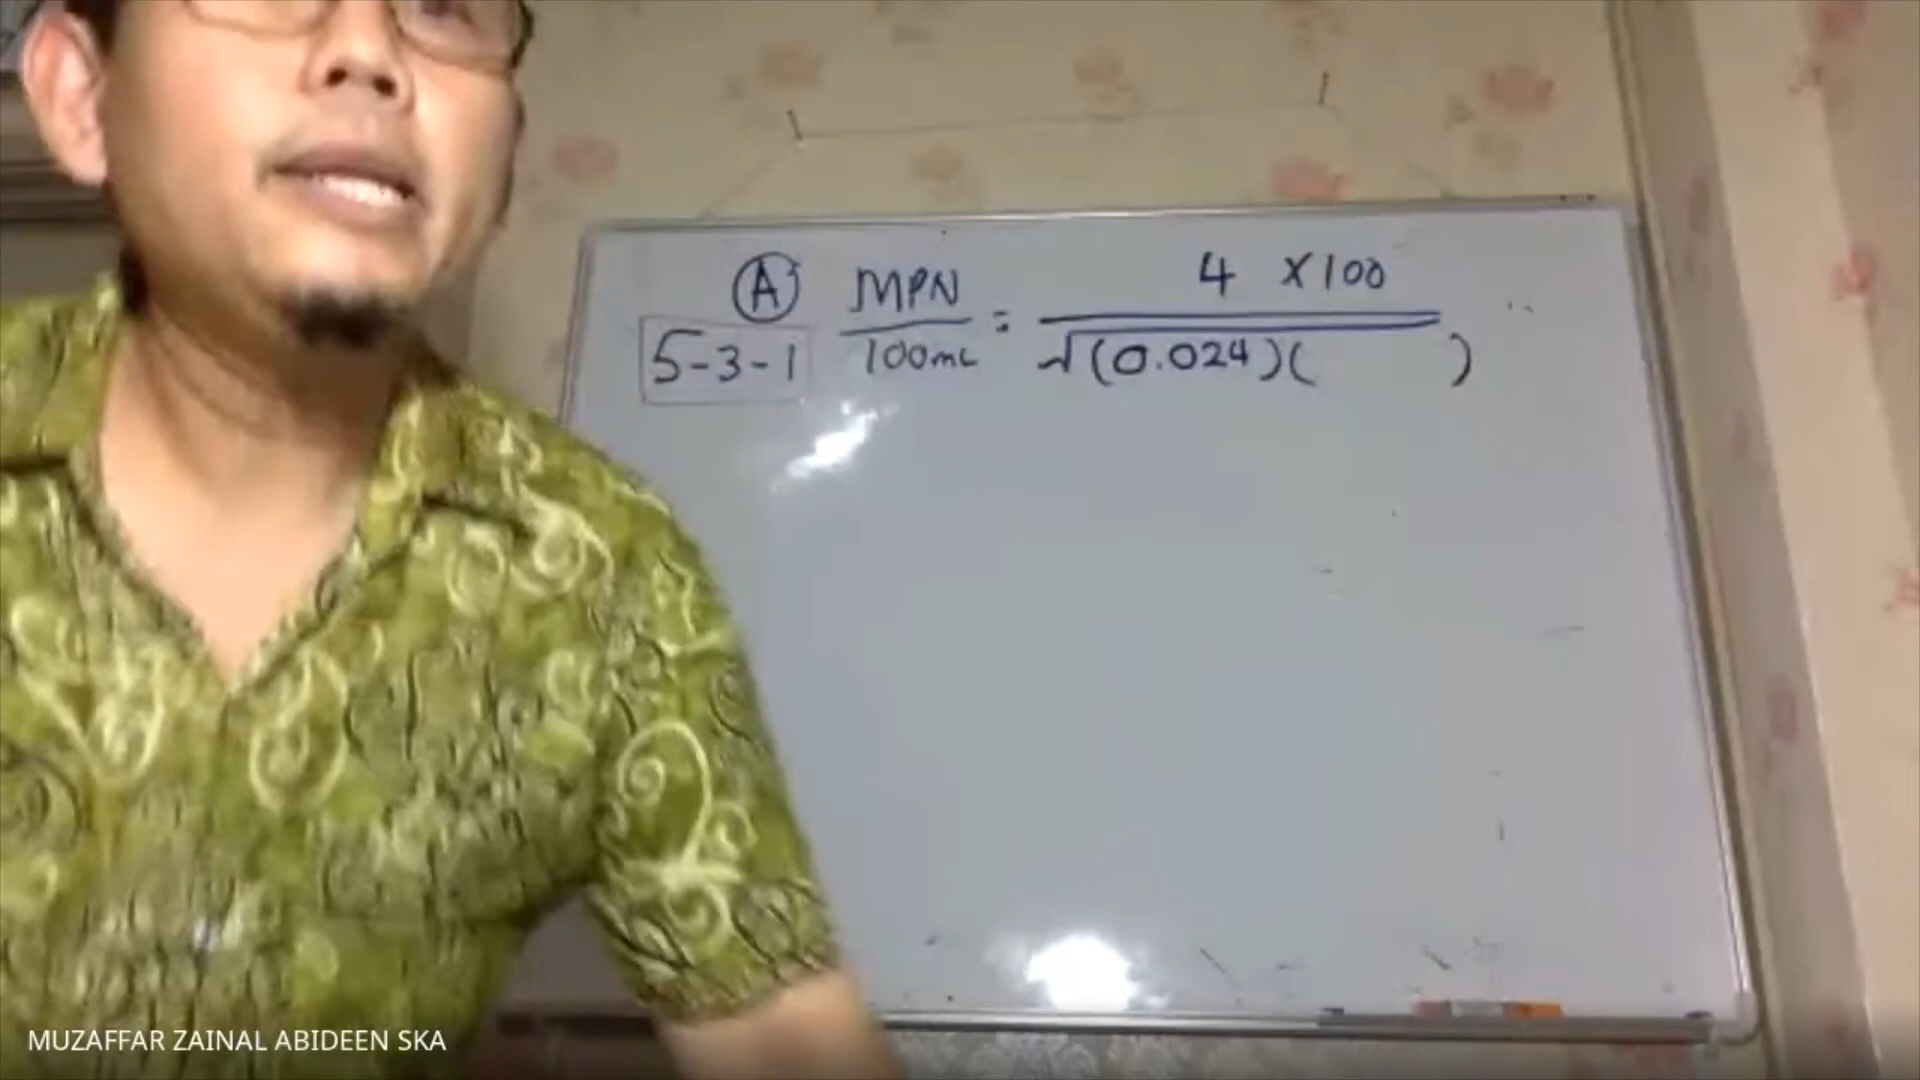 Ⓐ MPN = 4 X100
5-3-1 100mL √(0.024)( )
MUZAFFAR ZAINAL ABIDEEN SKA